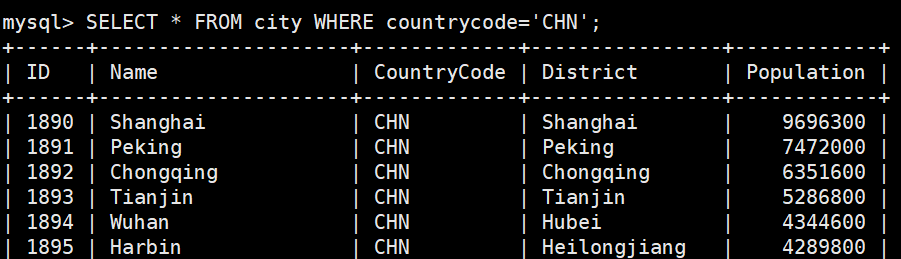 mysql> SELECT * FROM city WHERE countrycode='CHN';
+------+---------------------+-------------+----------------+------------+
| ID   | Name                | CountryCode | District       | Population |
+------+---------------------+-------------+----------------+------------+
| 1890 | Shanghai            | CHN         | Shanghai       |    9696300 |
| 1891 | Peking              | CHN         | Peking         |    7472000 |
| 1892 | Chongqing           | CHN         | Chongqing      |    6351600 |
| 1893 | Tianjin             | CHN         | Tianjin        |    5286800 |
| 1894 | Wuhan               | CHN         | Hubei          |    4344600 |
| 1895 | Harbin              | CHN         | Heilongjiang   |    4289800 |